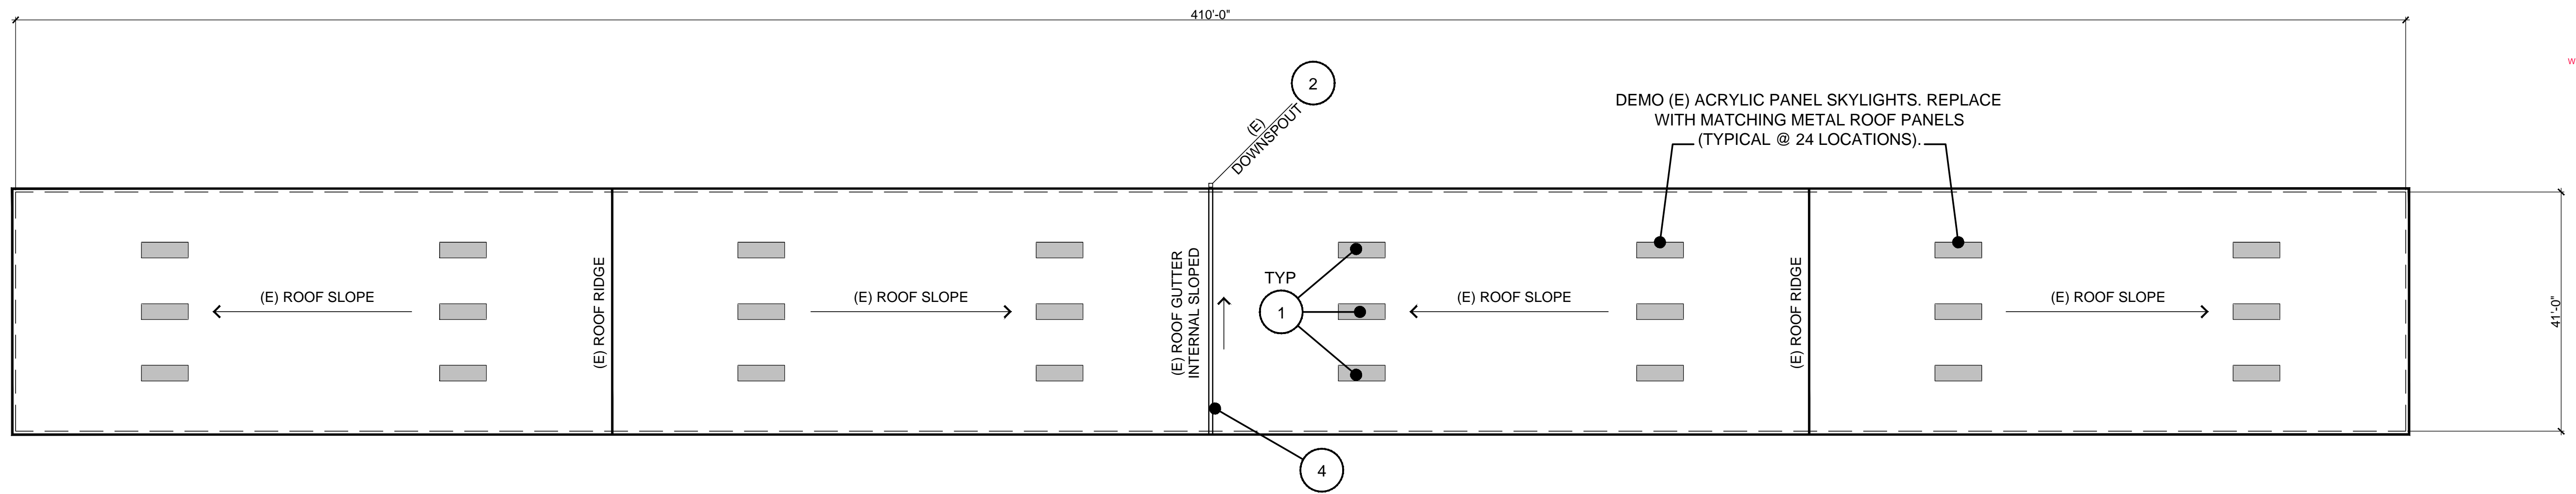 410'-0"
W
2
(E)
DOWNSPOUT
DEMO (E) ACRYLIC PANEL SKYLIGHTS. REPLACE
WITH MATCHING METAL ROOF PANELS
(TYPICAL @ 24 LOCATIONS).
(E) ROOF SLOPE
(E) ROOF RIDGE
(E) ROOF SLOPE
(E) ROOF GUTTER
INTERNAL SLOPED
TYP
1
(E) ROOF SLOPE
(E) ROOF RIDGE
(E) ROOF SLOPE
41'-0"
4